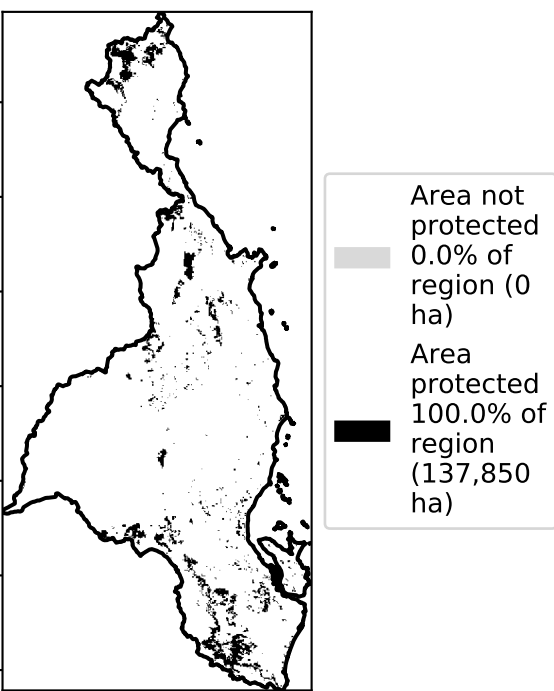 Area not
protected
0.0% of
region (0
ha)
Area
protected
100.0% of
region
(137,850
ha)